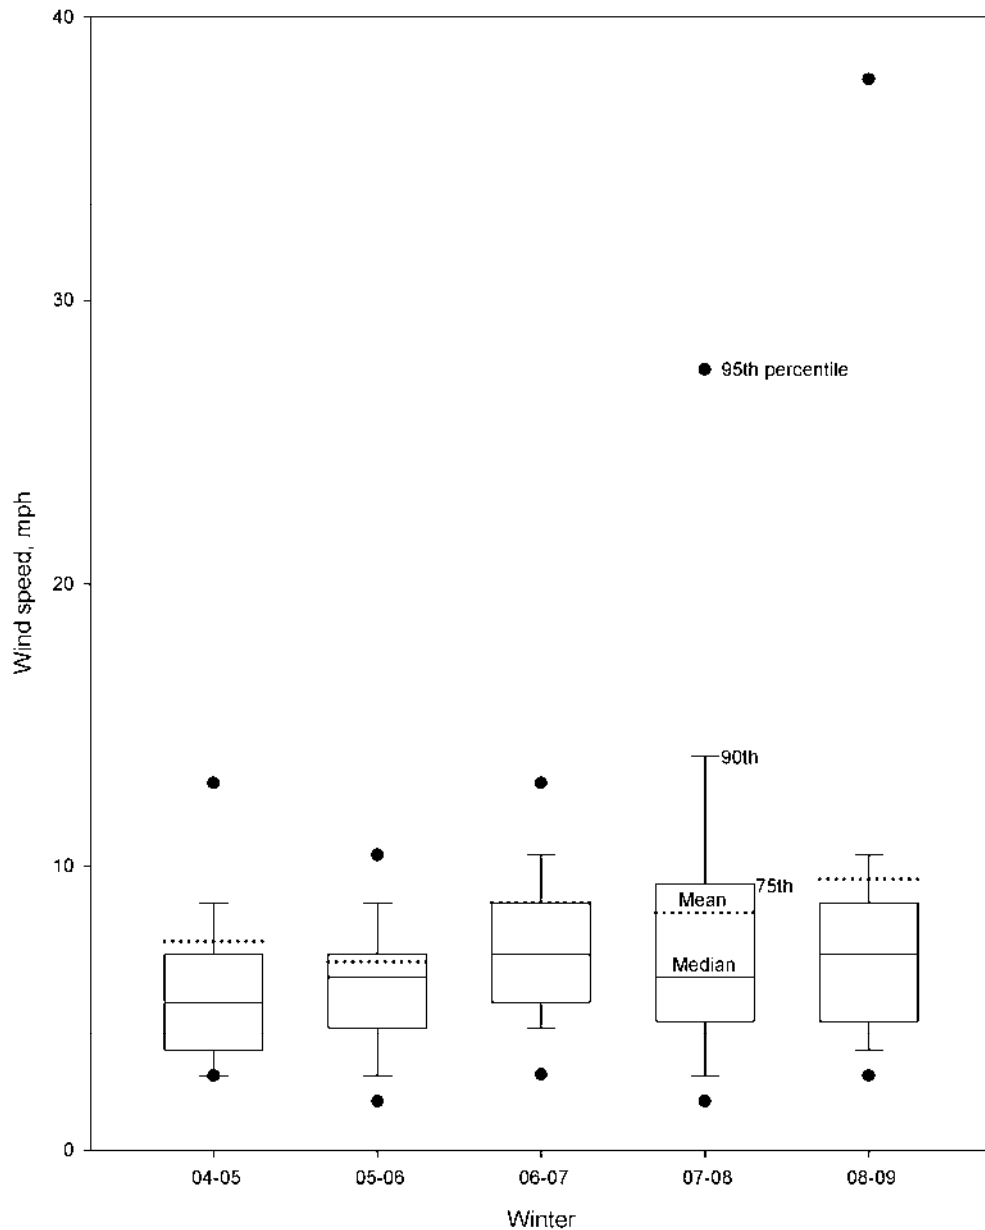 40
30
95th percentile
Wind speed, mph
20
90th
10
75th
Mean
Median
0
04-05 05-06 06-07 07-08 08-09
Winter